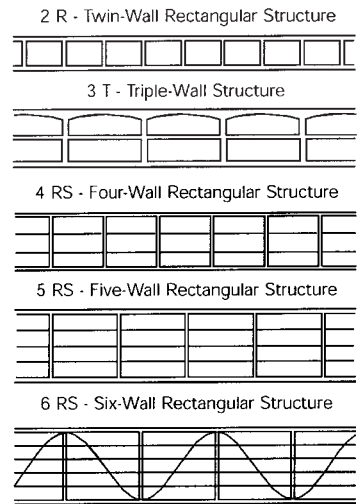 2 R - Twin-Wall Rectangular Structure
3 T - Triple-Wall Structure
4 RS - Four-Wall Rectangular Structure
5 RS - Five-Wall Rectangular Structure
6 RS - Six-Wall Rectangular Structure